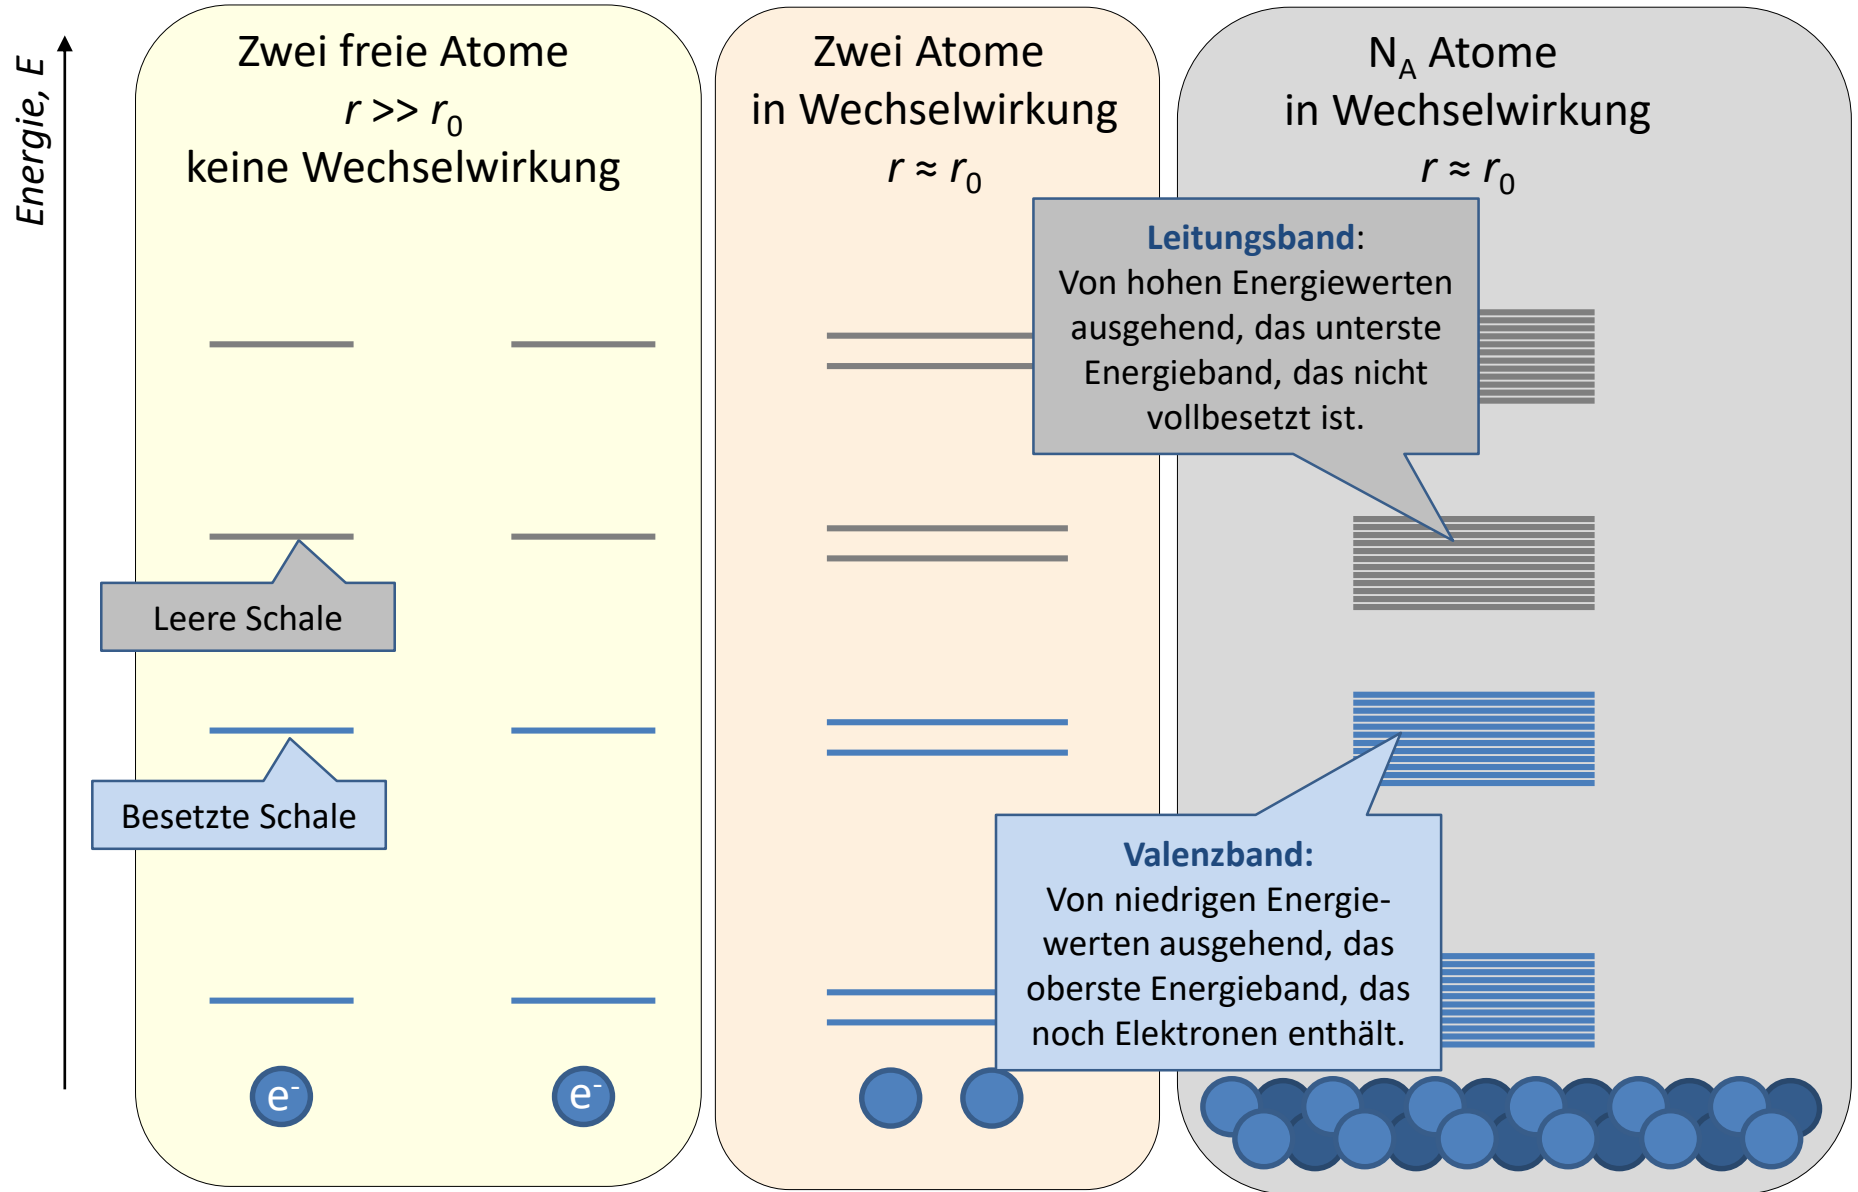 Energie, E
Zwei freie Atome
r >> r0
keine Wechselwirkung
Zwei Atome
in Wechselwirkung
r ≈ r0
NA Atome
in Wechselwirkung
r ≈ r0
Leitungsband:
Von hohen Energiewerten
ausgehend, das unterste
Energieband, das nicht
vollbesetzt ist.
Leere Schale
Besetzte Schale
Valenzband:
Von niedrigen Energie-
werten ausgehend, das
oberste Energieband, das
noch Elektronen enthält.
e-
e-